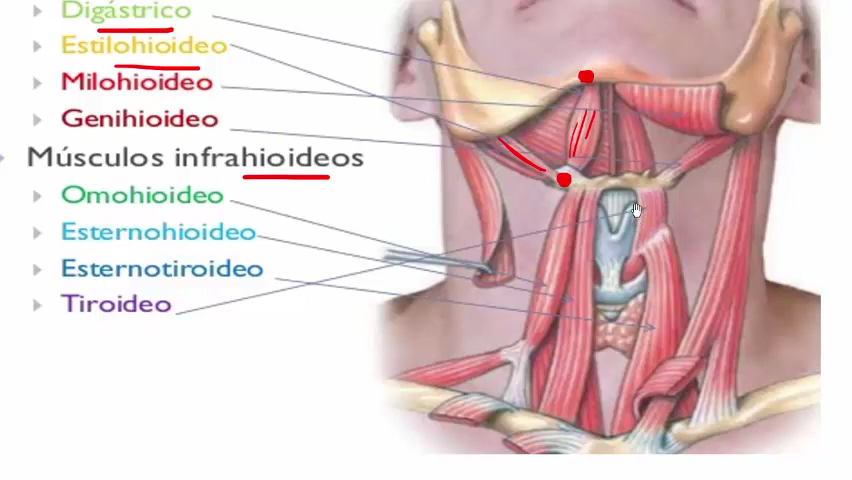 Digástrico
Estilohioideo
Milohioideo
Genihioideo
Músculos infrahioideos
Omohioideo
Esternohioideo
Esternotiroideo
Tiroideo